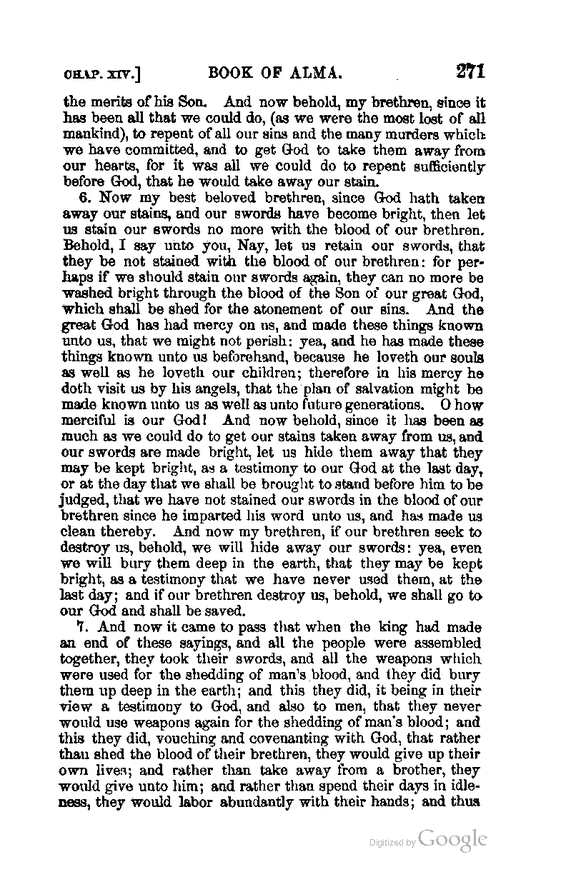 CHAP. XIV.] BOOK OF ALMA. 271
the merits of his Son. And now behold, my brethren, since it
has been all that we could do, (as we were the most lost of all
mankind), to repent of all our sins and the many murders which
we have committed, and to get God to take them away from
our hearts, for it was all we could do to repent sufficiently
before God, that he would take away our stain.
6. Now my best beloved brethren, since God hath taken
away our stains, and our swords have become bright, then let
us stain our swords no more with the blood of our brethren.
Behold, I say unto you, Nay, let us retain our swords, that
they be not stained with the blood of our brethren: for per-
haps if we should stain our swords again, they can no more be
washed bright through the blood of the Son of our great God,
which shall be shed for the atonement of our sins. And the
great God has had mercy on us, and made these things known
unto us, that we might not perish: yea, and he has made these
things known unto us beforehand, because he loveth our souls
as well as he loveth our children; therefore in his mercy he
doth visit us by his angels, that the plan of salvation might be
made known unto us as well as unto future generations. O how
merciful is our God! And now behold, since it has been as
much as we could do to get our stains taken away from us, and
our swords are made bright, let us hide them away that they
may be kept bright, as a testimony to our God at the last day,
or at the day that we shall be brought to stand before him to be
judged, that we have not stained our swords in the blood of our
brethren since he imparted his word unto us, and has made us
clean thereby. And now my brethren, if our brethren seek to
destroy us, behold, we will hide away our swords: yea, even
we will bury them deep in the earth, that they may be kept
bright, as a testimony that we have never used them, at the
last day; and if our brethren destroy us, behold, we shall go to
our God and shall be saved.
7. And now it came to pass that when the king had made
an end of these sayings, and all the people were assembled
together, they took their swords, and all the weapons which
were used for the shedding of man's blood, and they did bury
them up deep in the earth; and this they did, it being in their
view a testimony to God, and also to men, that they never
would use weapons again for the shedding of man's blood; and
this they did, vouching and covenanting with God, that rather
than shed the blood of their brethren, they would give up their
own lives; and rather than take away from a brother, they
would give unto him; and rather than spend their days in idle-
ness, they would labor abundantly with their hands; and thus
Digitized by Google